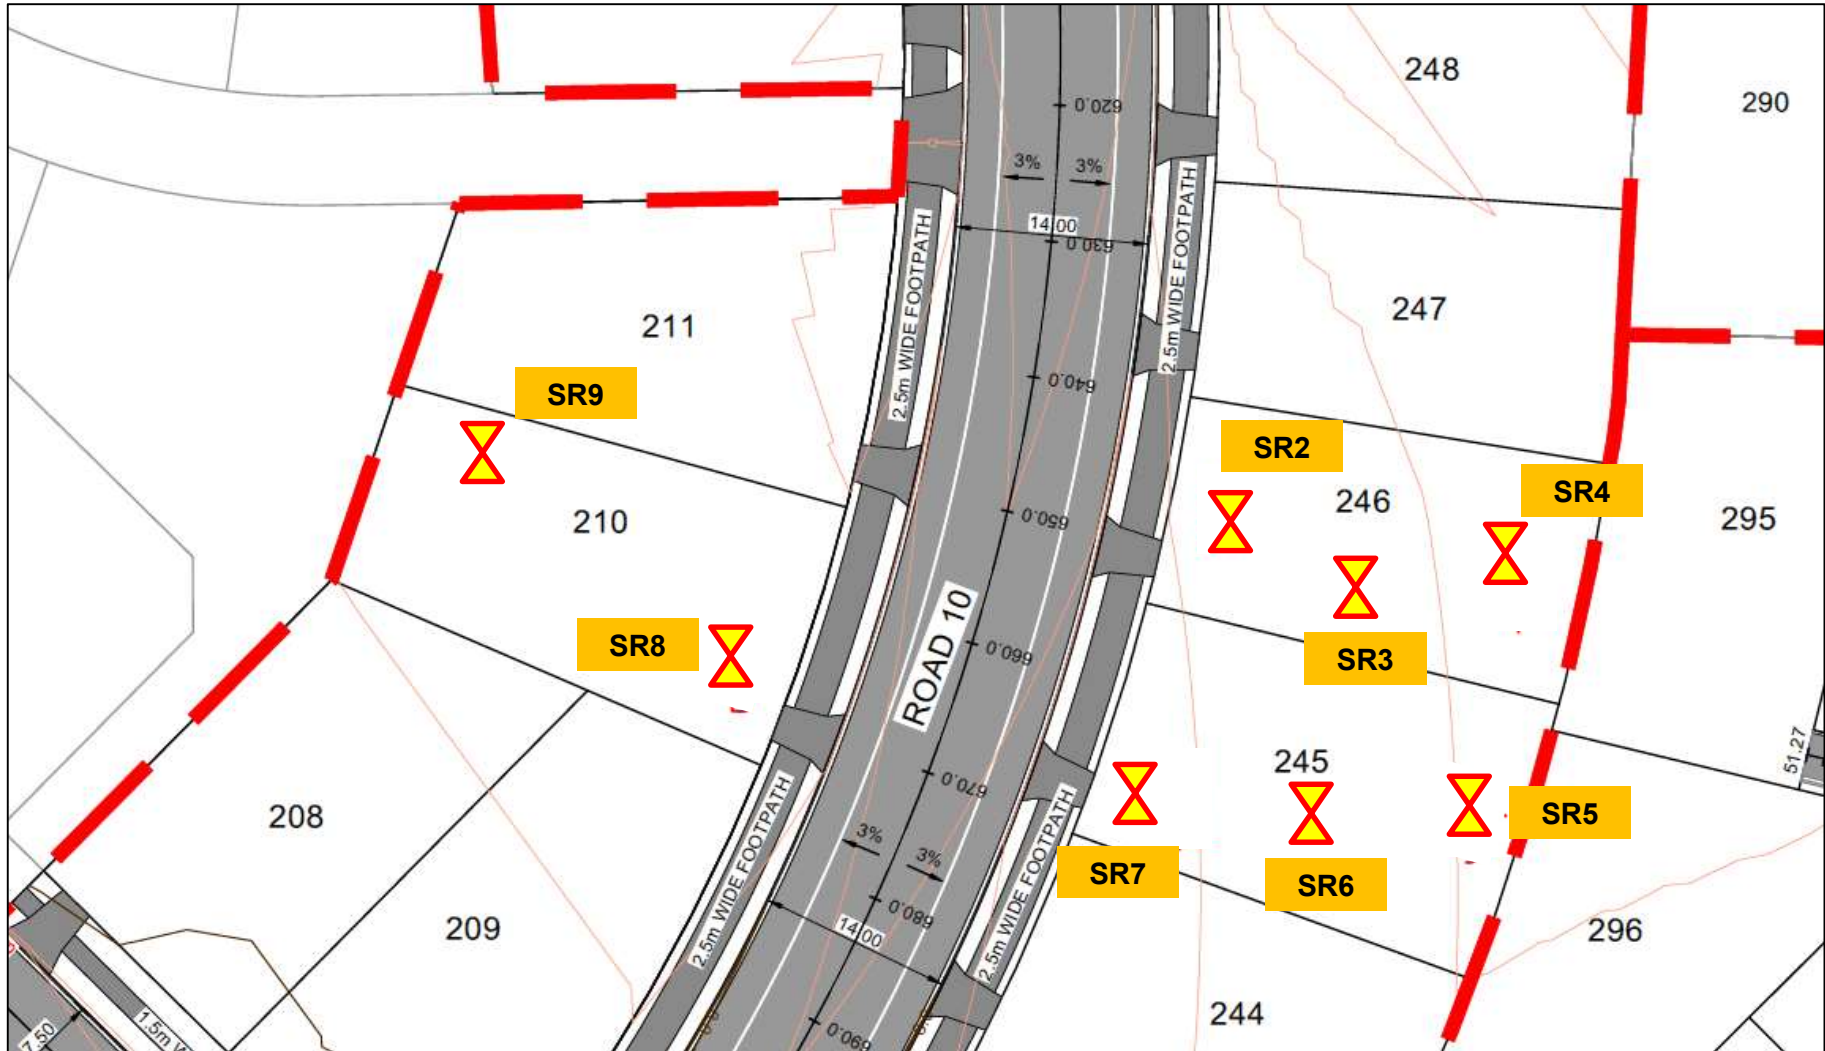 248
290
620.0
3%
3%
2.5m WIDE FOOTPATH
2.5m WIDE FOOTPATH
14.00
630.0
211
247
640.0
SR9
SR2
SR4
246
210
650.0
295
ROAD 10
660.0
SR8
SR3
245
51.27
670.0
208
SR5
3%
3%
2.5m WIDE FOOTPATH
2.5m WIDE FOOTPATH
SR7
SR6
680.0
209
14.00
296
244
690.0
1.5m
7.50